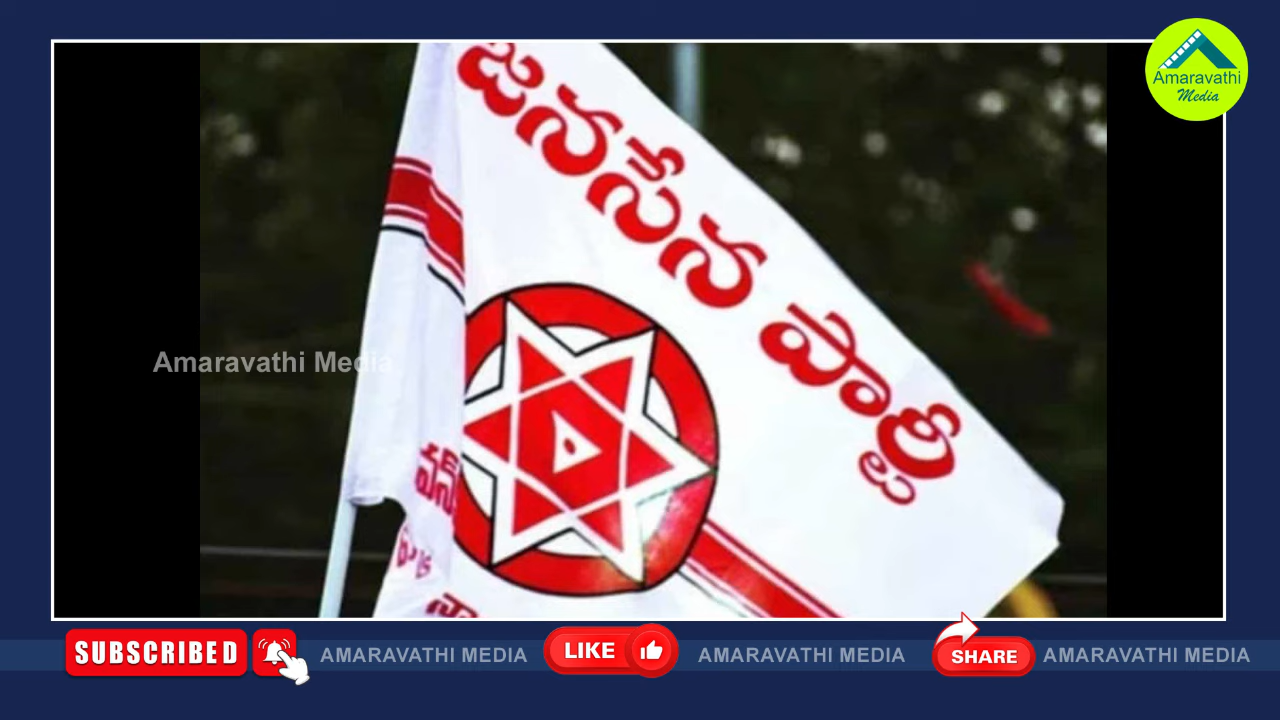 Amaravathi
Media
జనసేన పార్టీ
Amaravathi Media
SUBSCRIBED
AMARAVATHI MEDIA
LIKE
AMARAVATHI MEDIA
SHARE
AMARAVATHI MEDIA